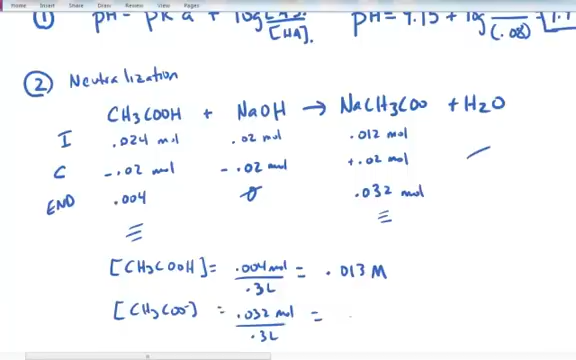 Insert Share Draw Review View Pages
① pH = pKa + log [HA]. pH = 4.75 + log (.08)
② Neutralization
CH3COOH + NaOH → NaCH3COO + H2O
I .024 mol .02 mol .012 mol
C -.02 mol -.02 mol +.02 mol
END .004 0 .032 mol
[CH3COOH] = .004 mol / .3L = .013 M
[CH3COO-] = .032 mol / .3L =